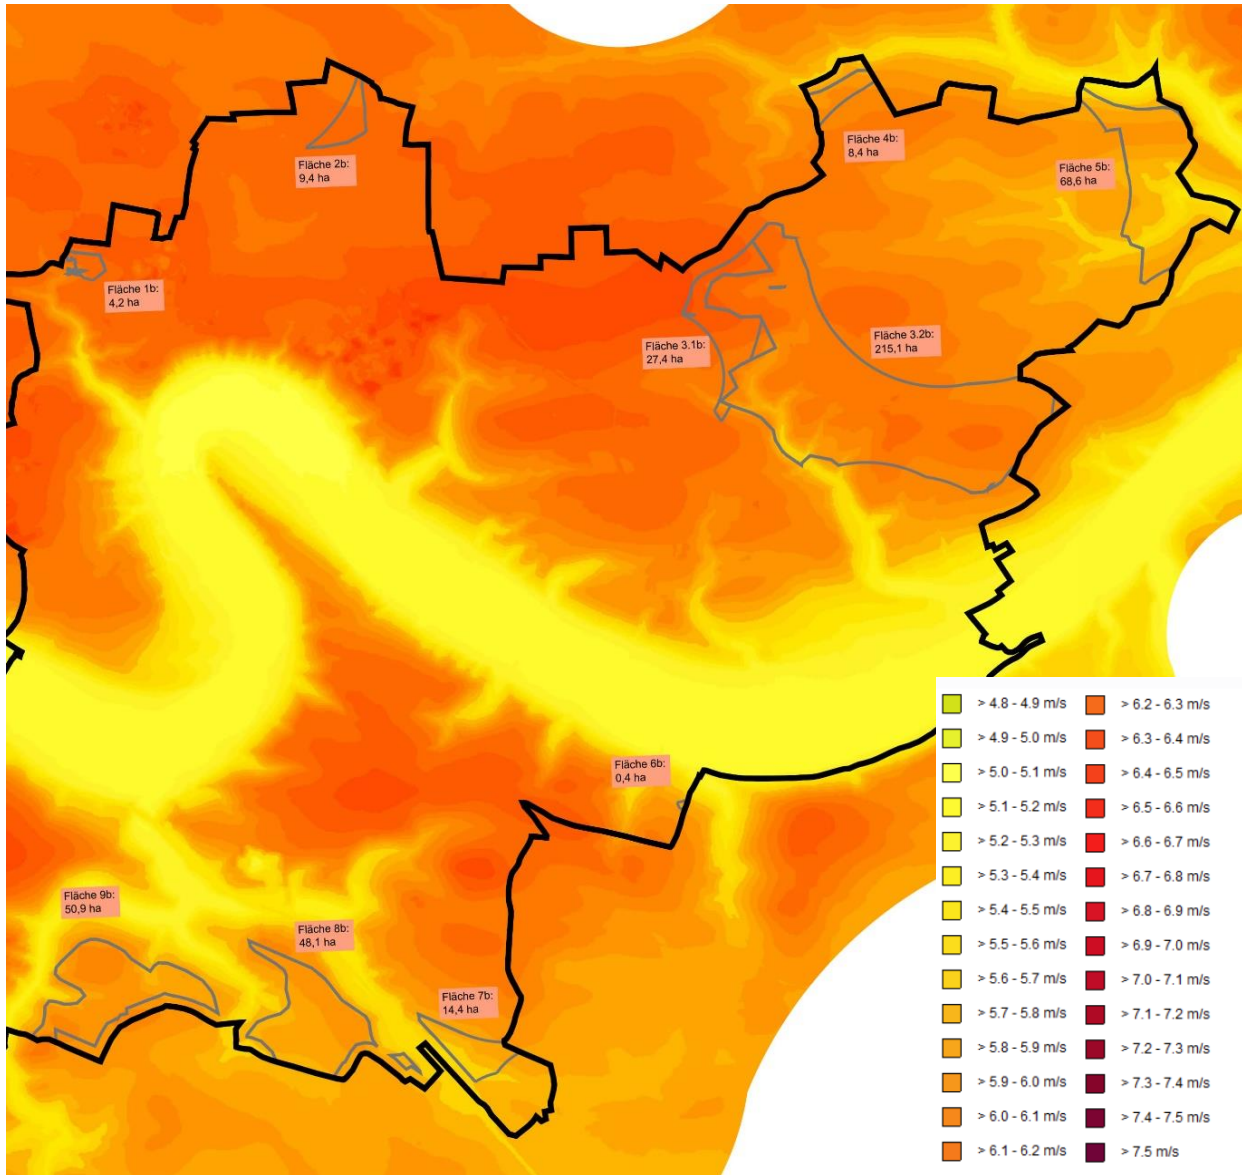 Fläche 2b:
9,4 ha
Fläche 4b:
8,4 ha
Fläche 5b:
68,6 ha
Fläche 1b:
4,2 ha
Fläche 3.1b:
27,4 ha
Fläche 3.2b:
215,1 ha
Fläche 6b:
0,4 ha
Fläche 9b:
50,9 ha
Fläche 8b:
48,1 ha
Fläche 7b:
14,4 ha
> 4.8 - 4.9 m/s
> 4.9 - 5.0 m/s
> 5.0 - 5.1 m/s
> 5.1 - 5.2 m/s
> 5.2 - 5.3 m/s
> 5.3 - 5.4 m/s
> 5.4 - 5.5 m/s
> 5.5 - 5.6 m/s
> 5.6 - 5.7 m/s
> 5.7 - 5.8 m/s
> 5.8 - 5.9 m/s
> 5.9 - 6.0 m/s
> 6.0 - 6.1 m/s
> 6.1 - 6.2 m/s
> 6.2 - 6.3 m/s
> 6.3 - 6.4 m/s
> 6.4 - 6.5 m/s
> 6.5 - 6.6 m/s
> 6.6 - 6.7 m/s
> 6.7 - 6.8 m/s
> 6.8 - 6.9 m/s
> 6.9 - 7.0 m/s
> 7.0 - 7.1 m/s
> 7.1 - 7.2 m/s
> 7.2 - 7.3 m/s
> 7.3 - 7.4 m/s
> 7.4 - 7.5 m/s
> 7.5 m/s